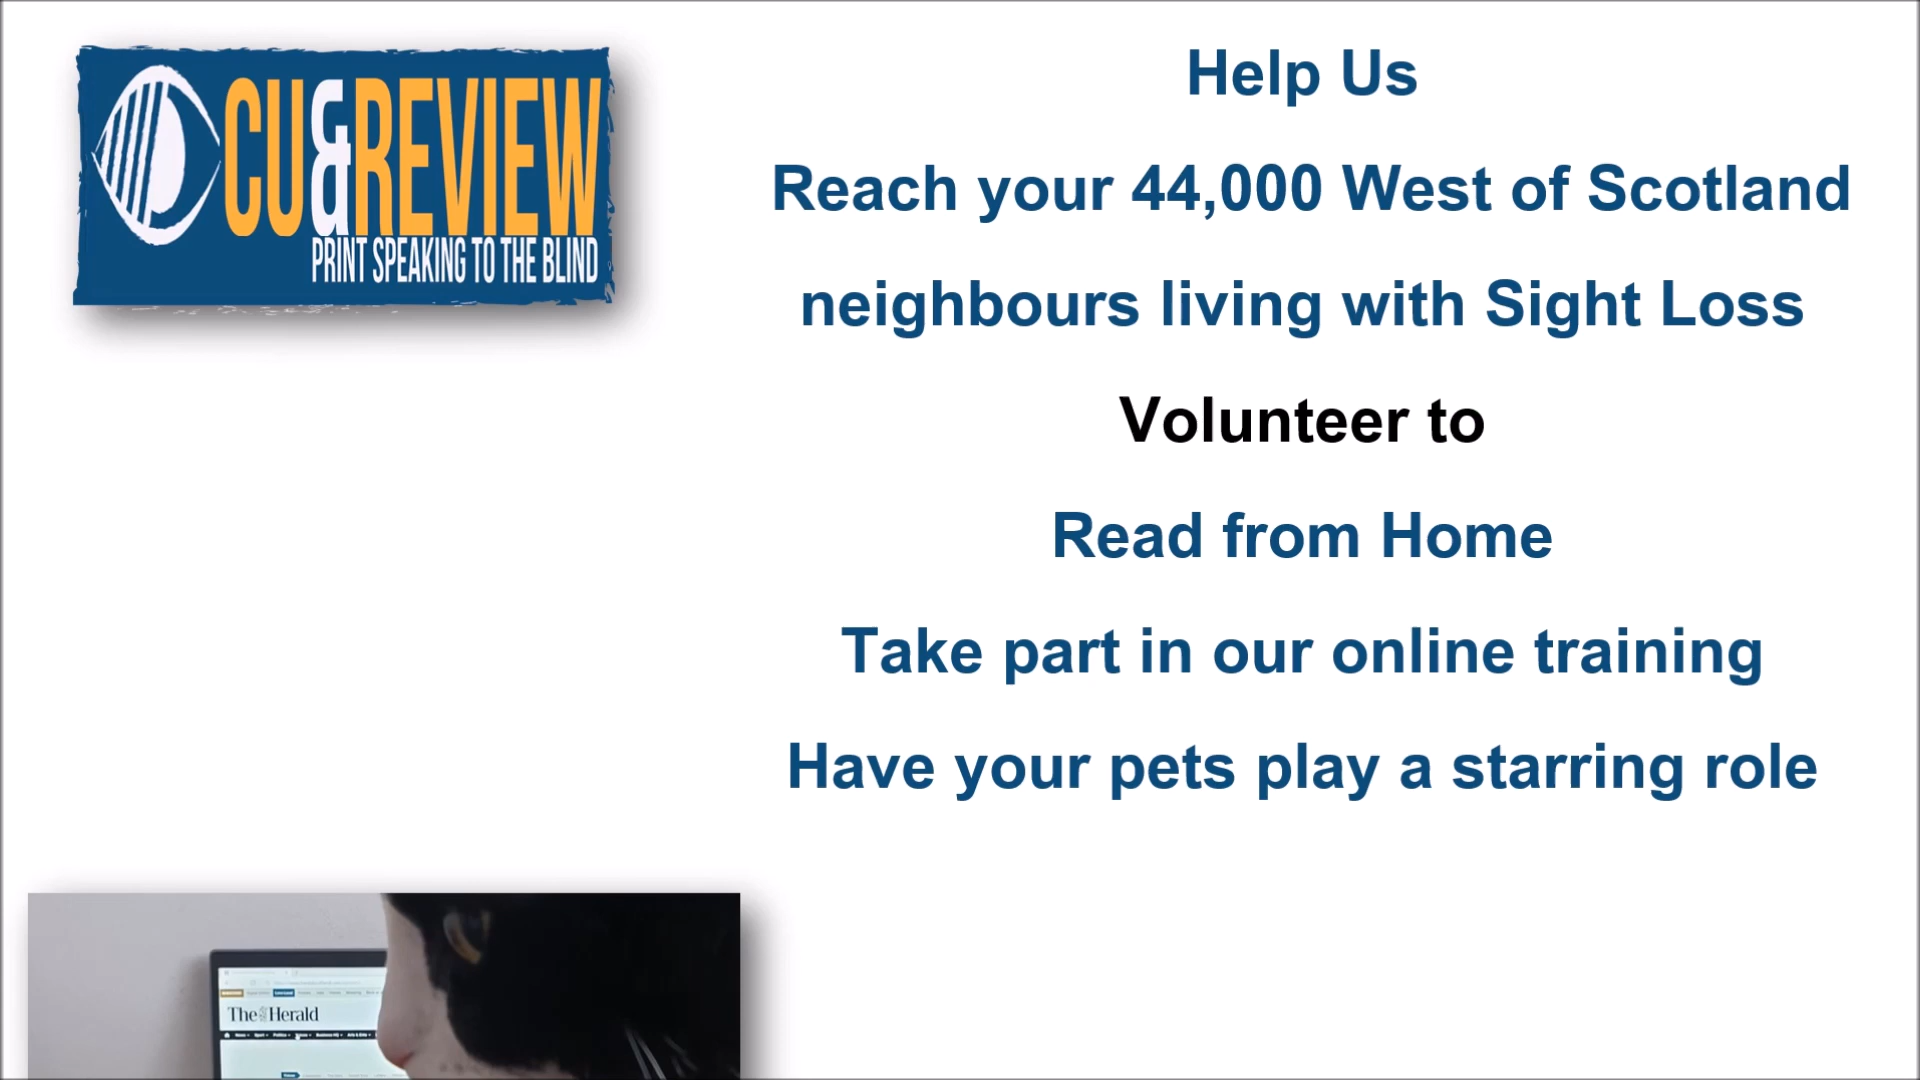 CU&REVIEW
PRINT SPEAKING TO THE BLIND
Help Us
Reach your 44,000 West of Scotland
neighbours living with Sight Loss
Volunteer to
Read from Home
Take part in our online training
Have your pets play a starring role
The Herald